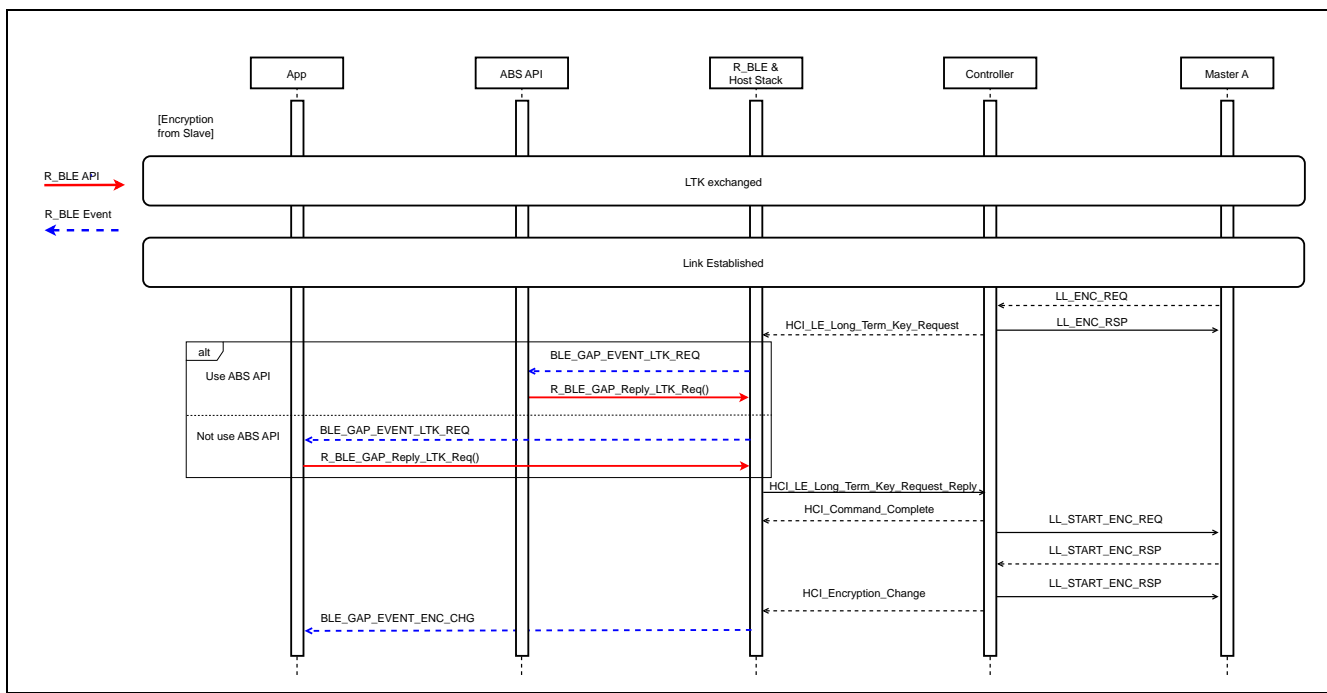 App
ABS API
R_BLE &
Host Stack
Controller
Master A
[Encryption
from Slave]
R_BLE API
LTK exchanged
R_BLE Event
Link Established
LL_ENC_REQ
HCI_LE_Long_Term_Key_Request
LL_ENC_RSP
alt
BLE_GAP_EVENT_LTK_REQ
Use ABS API
R_BLE_GAP_Reply_LTK_Req()
Not use ABS API
BLE_GAP_EVENT_LTK_REQ
R_BLE_GAP_Reply_LTK_Req()
HCI_LE_Long_Term_Key_Request_Reply
HCI_Command_Complete
LL_START_ENC_REQ
LL_START_ENC_RSP
HCI_Encryption_Change
LL_START_ENC_RSP
BLE_GAP_EVENT_ENC_CHG